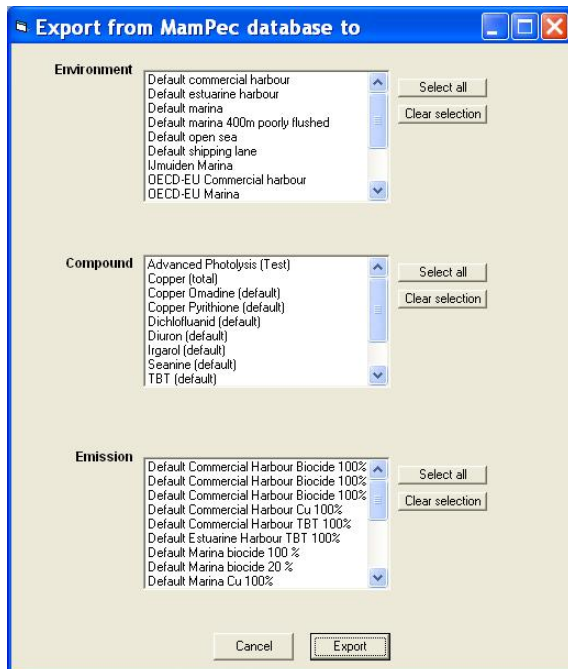 Export from MamPec database to
Environment
Default commercial harbour
Default estuarine harbour
Default marina
Default marina 400m poorly flushed
Default open sea
Default shipping lane
IJmuiden Marina
OECD-EU Commercial harbour
OECD-EU Marina
Select all
Clear selection
Compound
Advanced Photolysis (Test)
Copper (total)
Copper Omadine (default)
Copper Pyrithione (default)
Dichlofluanid (default)
Diuron (default)
Irgarol (default)
Seanine (default)
TBT (default)
Select all
Clear selection
Emission
Default Commercial Harbour Biocide 100%
Default Commercial Harbour Biocide 100%
Default Commercial Harbour Biocide 100%
Default Commercial Harbour Cu 100%
Default Commercial Harbour TBT 100%
Default Estuarine Harbour TBT 100%
Default Marina biocide 100 %
Default Marina biocide 20 %
Default Marina Cu 100%
Select all
Clear selection
Cancel
Export